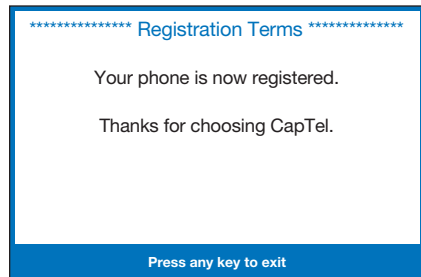 *************** Registration Terms **************
Your phone is now registered.
Thanks for choosing CapTel.
Press any key to exit